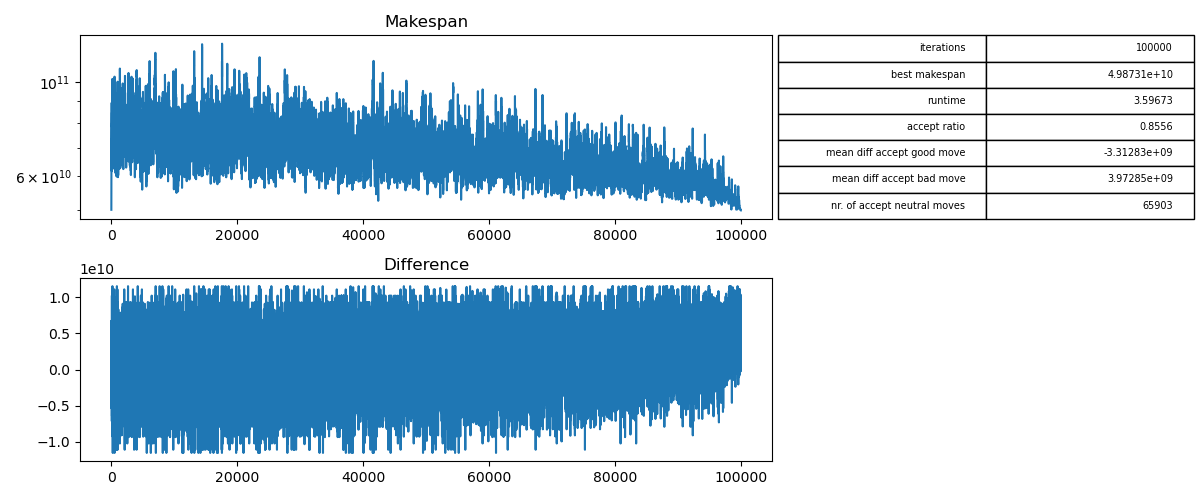 Makespan
10^11
6 × 10^10
0 20000 40000 60000 80000 100000
iterations 100000
best makespan 4.98731e+10
runtime 3.59673
accept ratio 0.8556
mean diff accept good move -3.31283e+09
mean diff accept bad move 3.97285e+09
nr. of accept neutral moves 65903
Difference
1e10
1.0
0.5
0.0
−0.5
−1.0
0 20000 40000 60000 80000 100000